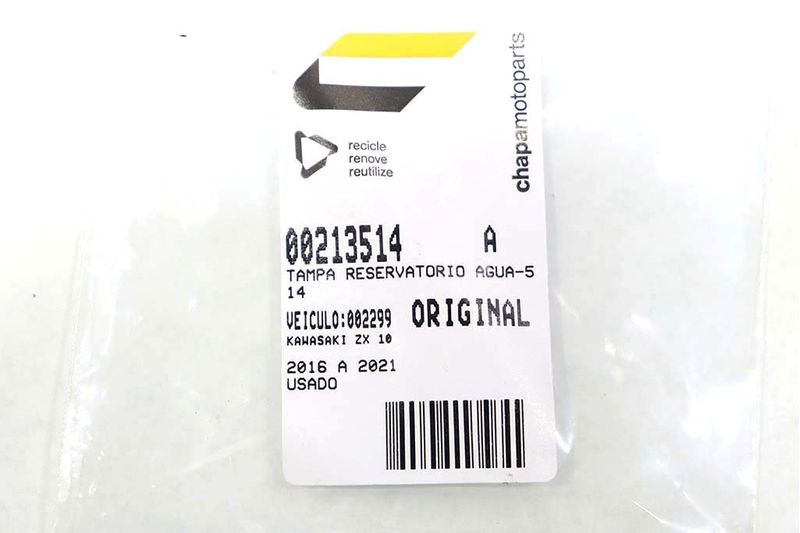 chapamotoparts
recicle
renove
reutilize
00213514 A
TAMPA RESERVATORIO AGUA-5
14
VEICULO:002299 ORIGINAL
KAWASAKI ZX 10
2016 A 2021
USADO